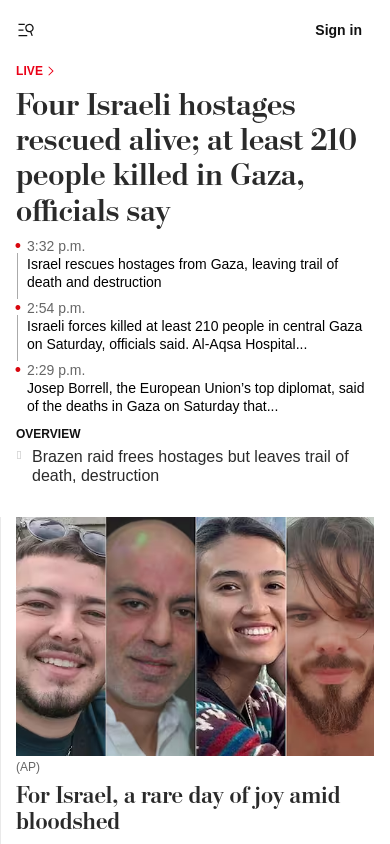 Sign in
LIVE
Four Israeli hostages
rescued alive; at least 210
people killed in Gaza,
officials say
3:32 p.m.
Israel rescues hostages from Gaza, leaving trail of
death and destruction
2:54 p.m.
Israeli forces killed at least 210 people in central Gaza
on Saturday, officials said. Al-Aqsa Hospital...
2:29 p.m.
Josep Borrell, the European Union’s top diplomat, said
of the deaths in Gaza on Saturday that...
OVERVIEW
Brazen raid frees hostages but leaves trail of
death, destruction
(AP)
For Israel, a rare day of joy amid
bloodshed